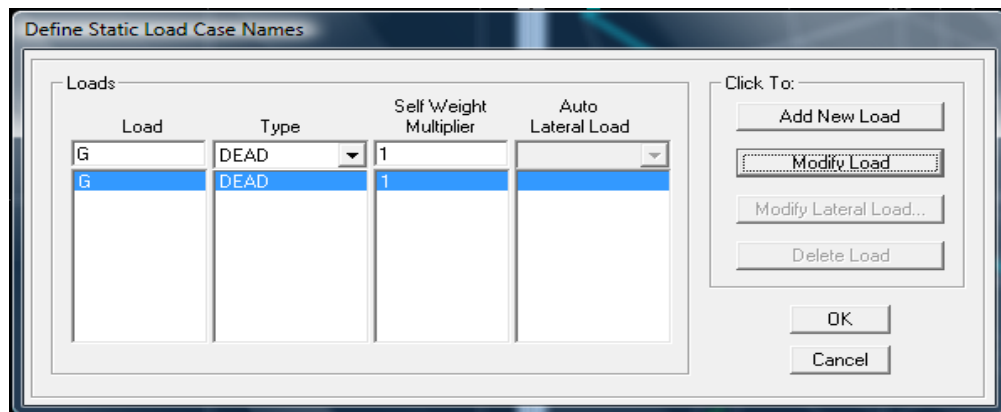 Define Static Load Case Names
Loads
Load Type Self Weight Multiplier Auto Lateral Load
G DEAD 1
G DEAD 1
Click To:
Add New Load
Modify Load
Modify Lateral Load...
Delete Load
OK
Cancel